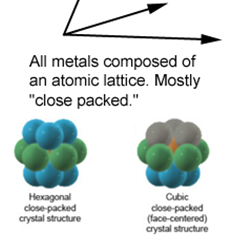 All metals composed of
an atomic lattice. Mostly
"close packed."
Hexagonal
close-packed
crystal structure
Cubic
close-packed
(face-centered)
crystal structure